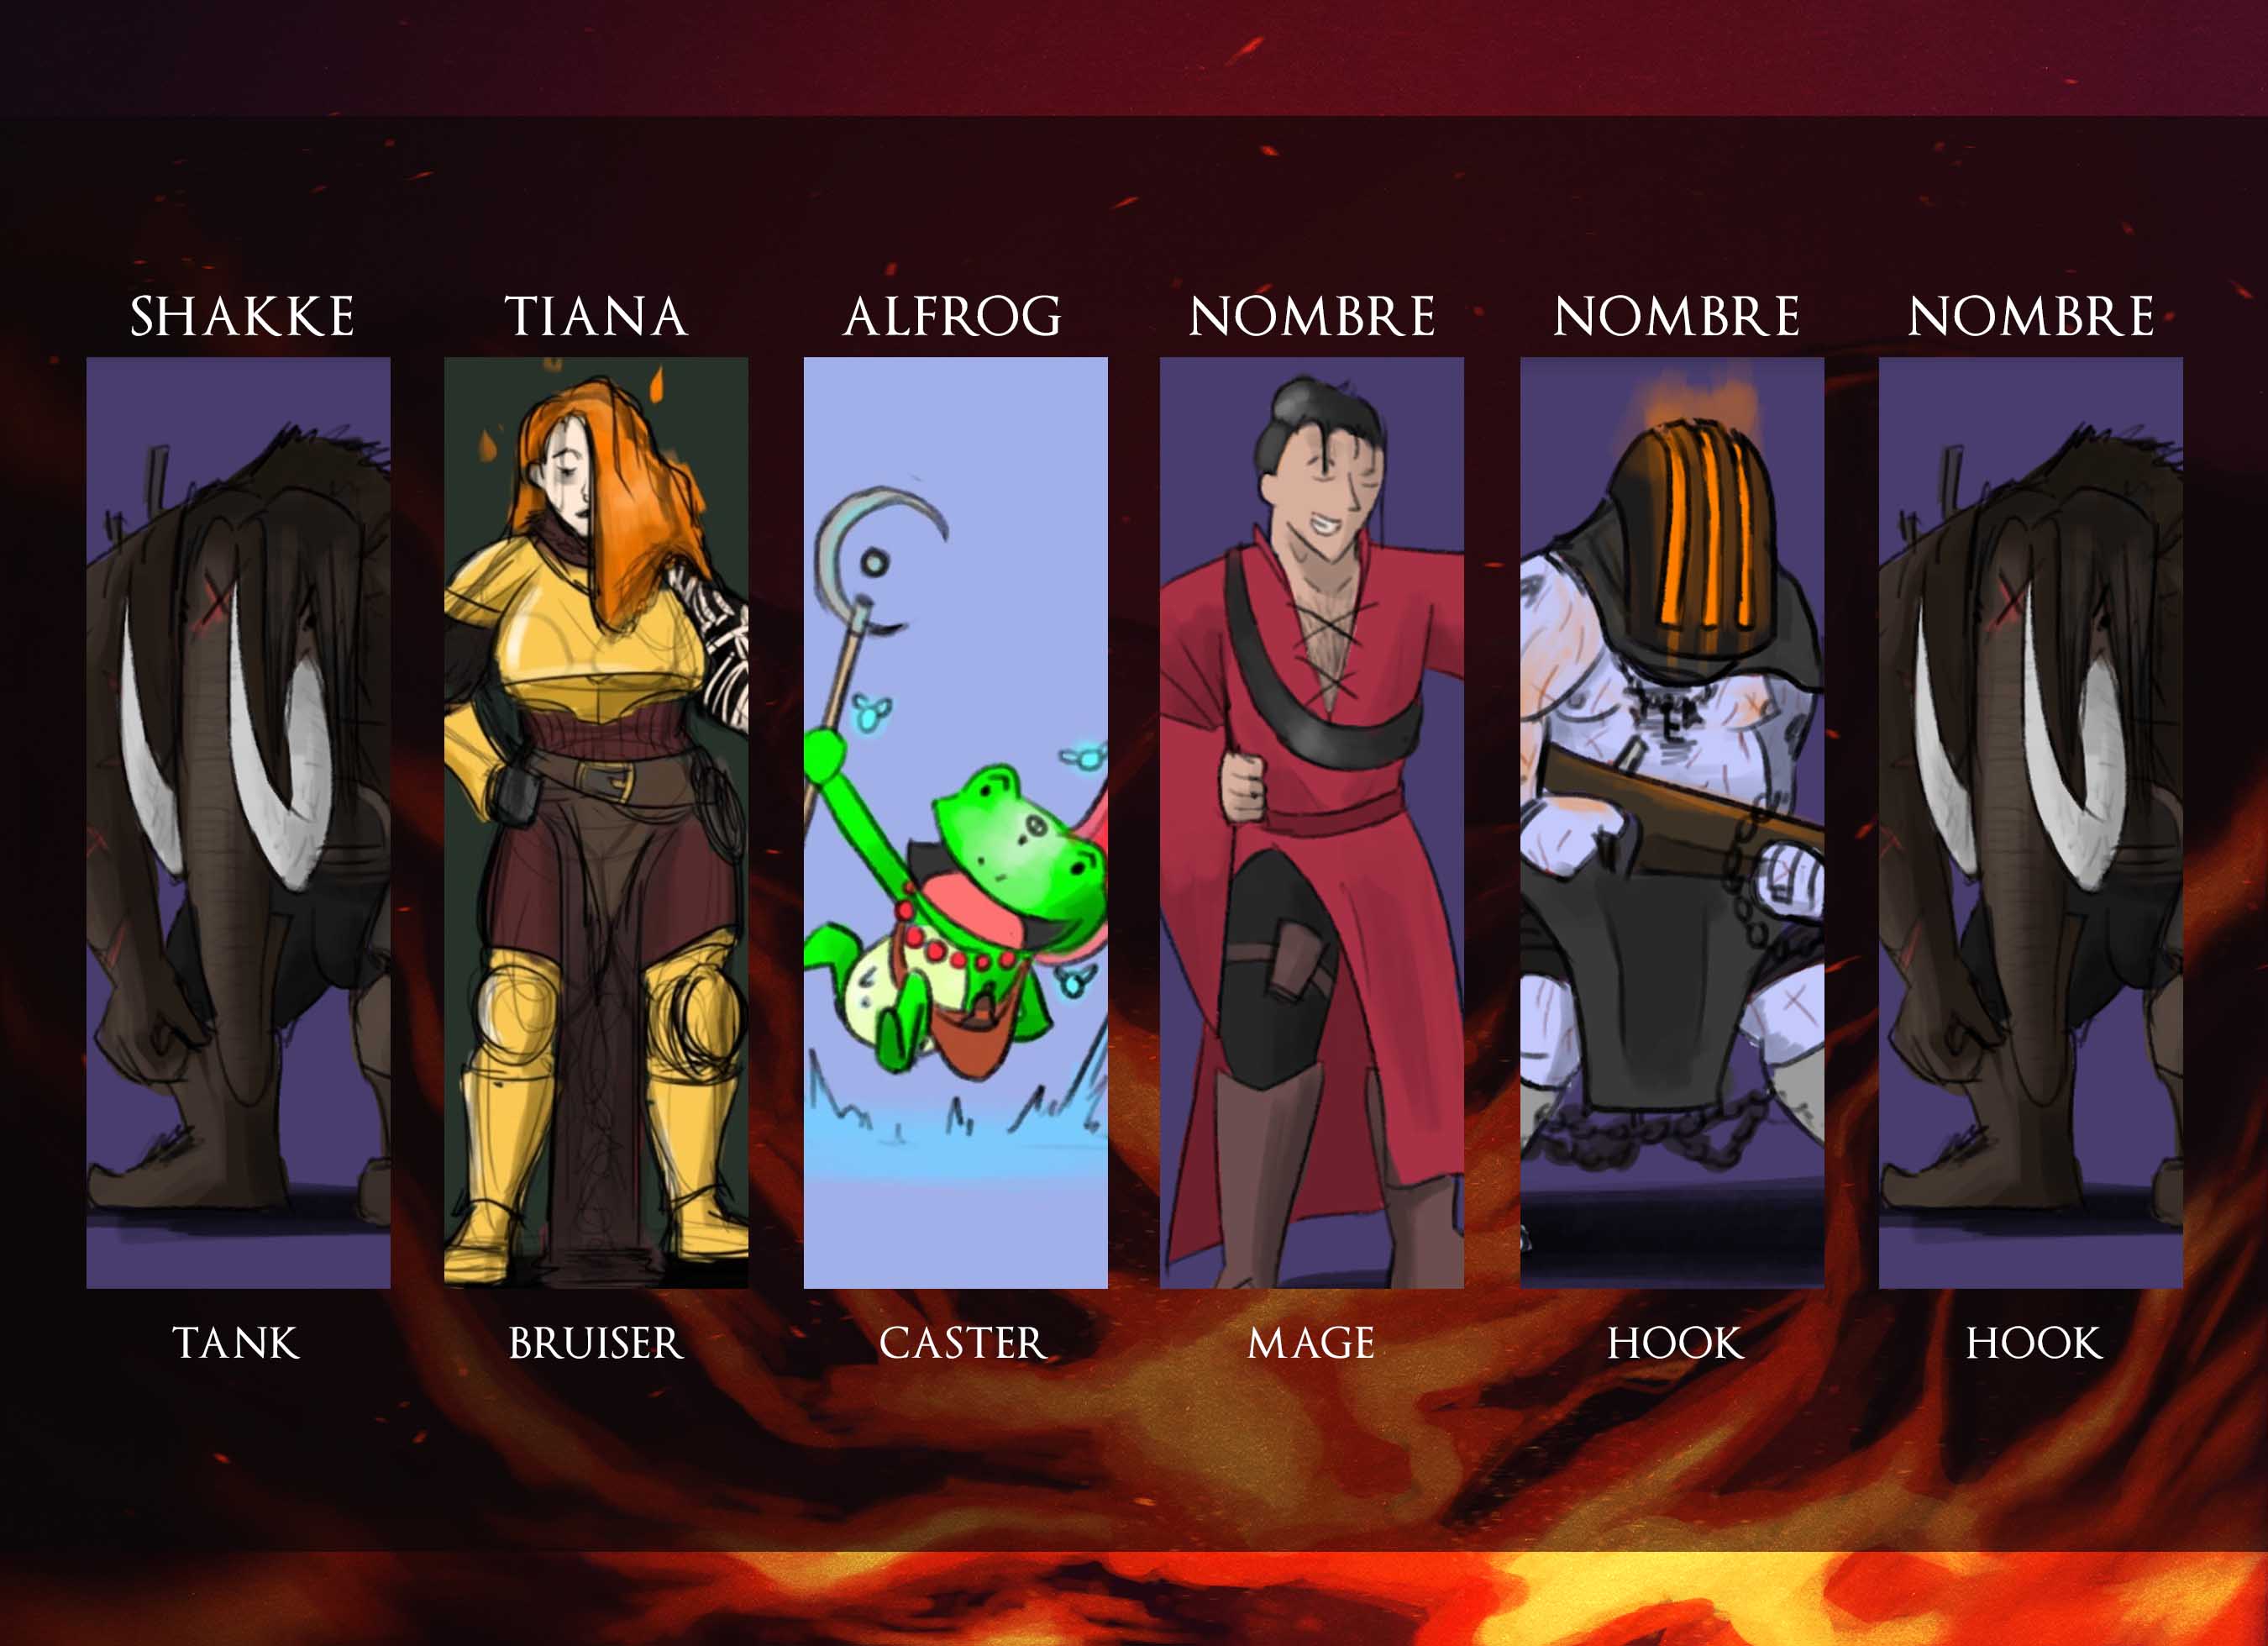 SHAKKE
TIANA
ALFROG
NOMBRE
NOMBRE
NOMBRE
TANK
BRUISER
CASTER
MAGE
HOOK
HOOK